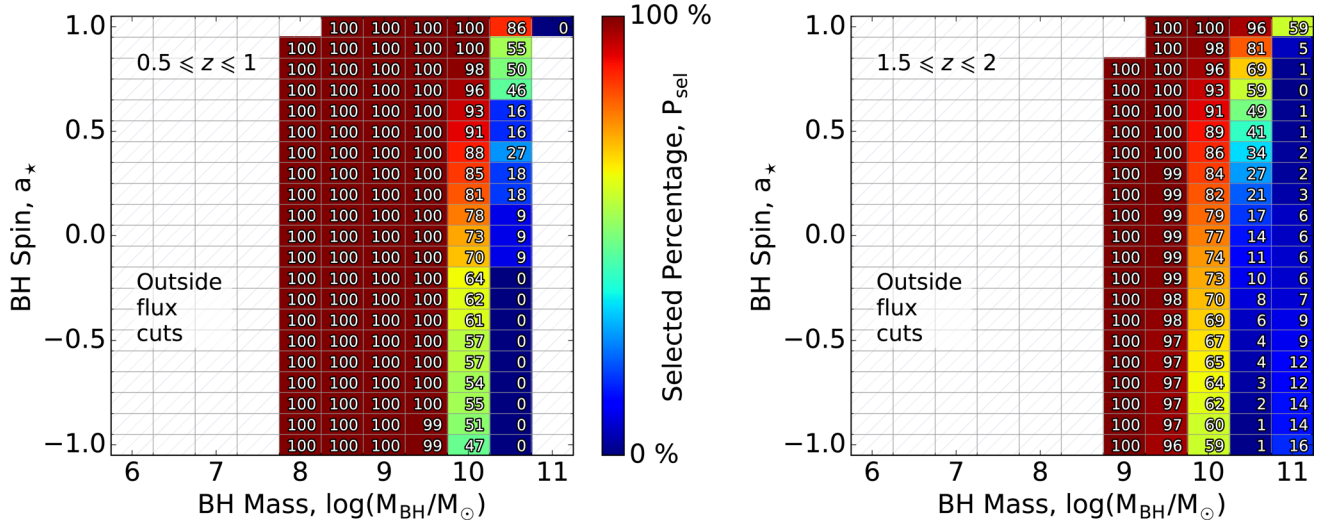 1.0 100 100 100 100 86 0
100 100 100 100 100 55
0.5 ⩽ z ⩽ 1 100 100 100 100 98 50
100 100 100 100 96 46
0.5 100 100 100 100 93 16
100 100 100 100 91 16
100 100 100 100 88 27
100 100 100 100 85 18
100 100 100 100 81 18
100 100 100 100 78 9
0.0 100 100 100 100 73 9
100 100 100 100 70 9
Outside 100 100 100 100 64 0
flux 100 100 100 100 62 0
cuts 100 100 100 100 61 0
−0.5 100 100 100 100 57 0
100 100 100 100 57 0
100 100 100 100 54 0
100 100 100 100 55 0
100 100 100 99 51 0
−1.0 100 100 100 99 47 0
6 7 8 9 10 11
BH Mass, log(M_BH/M_⊙)
BH Spin, a_⋆
100 %
Selected Percentage, P_sel
0 %
1.0 100 100 96 59
100 98 81 5
1.5 ⩽ z ⩽ 2 100 100 96 69 1
100 100 93 59 0
0.5 100 100 91 49 1
100 100 89 41 1
100 100 86 34 2
100 99 84 27 2
100 99 82 21 3
100 99 79 17 6
0.0 100 99 77 14 6
100 99 74 11 6
Outside 100 99 73 10 6
flux 100 98 70 8 7
cuts 100 98 69 6 9
−0.5 100 97 67 4 9
100 97 65 4 12
100 97 64 3 12
100 97 62 2 14
100 97 60 1 14
−1.0 100 96 59 1 16
6 7 8 9 10 11
BH Mass, log(M_BH/M_⊙)
BH Spin, a_⋆